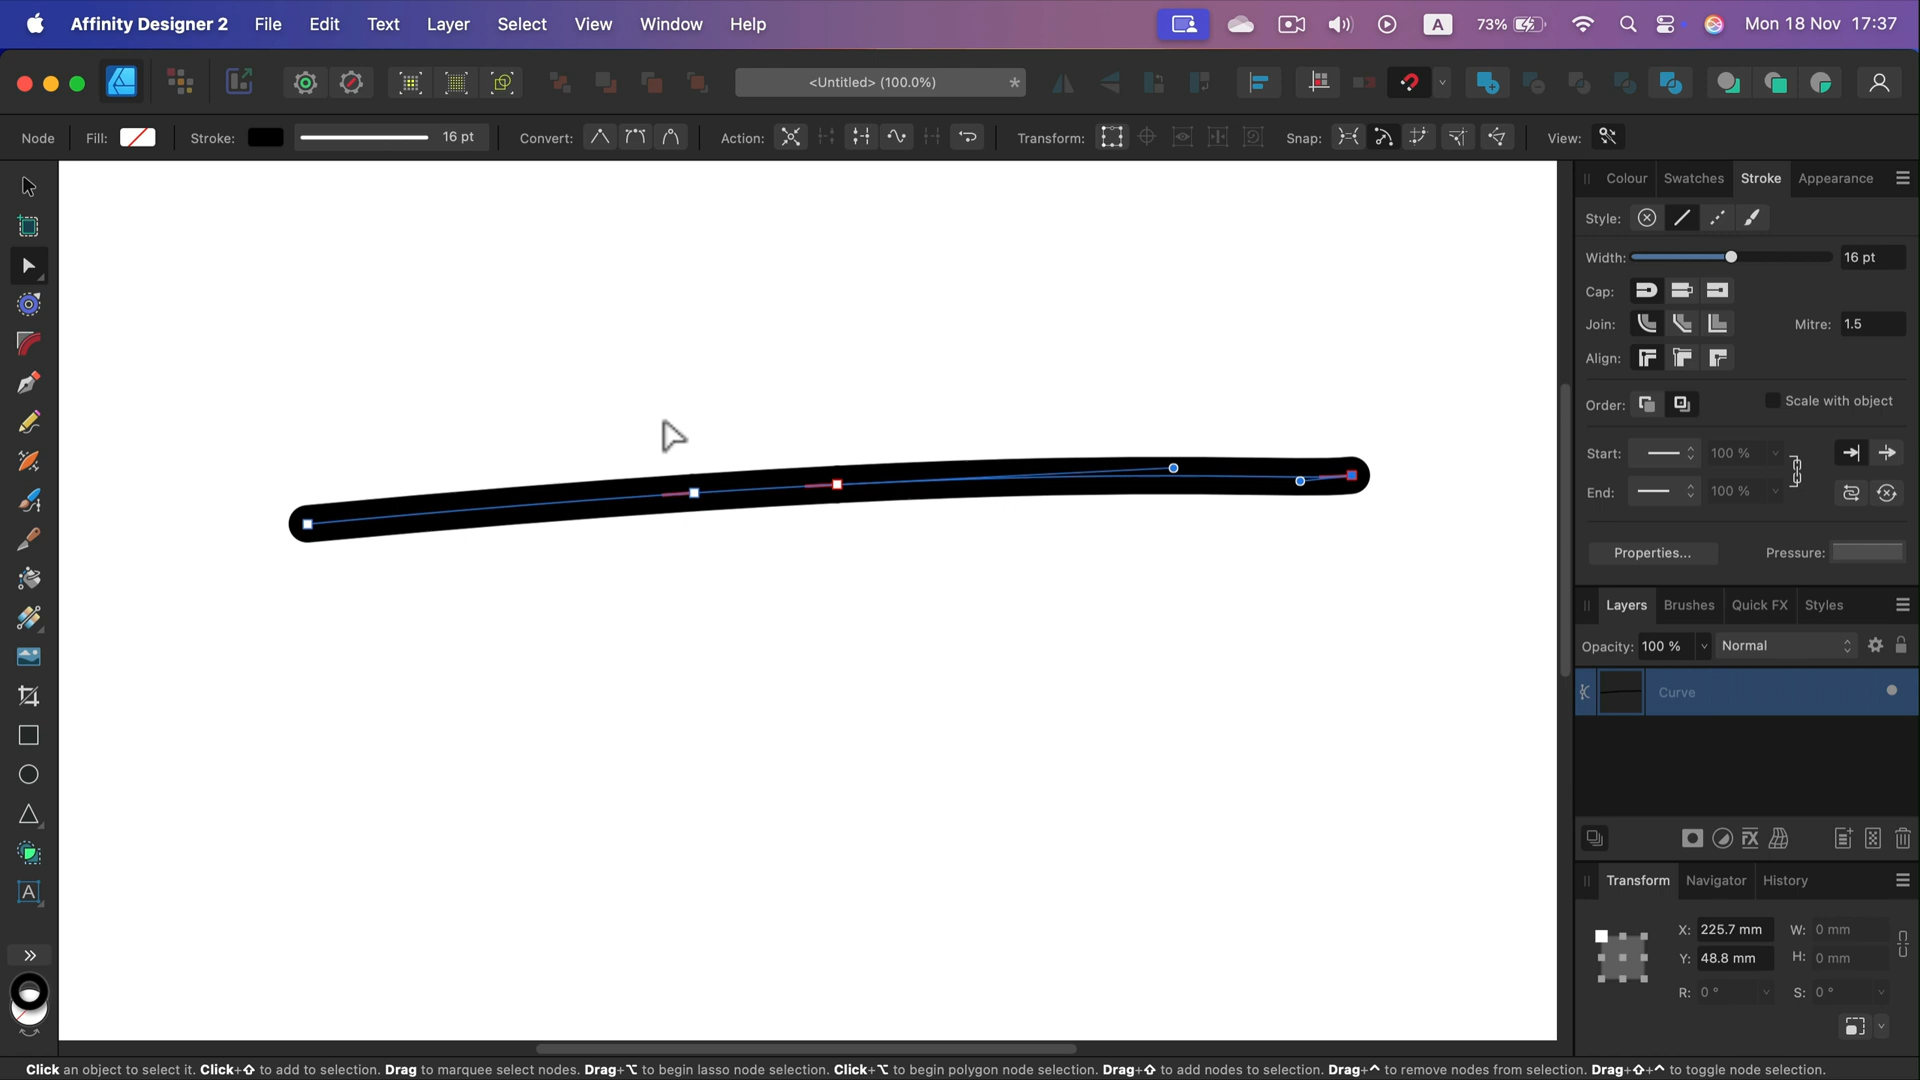 Affinity Designer 2 File Edit Text Layer Select View Window Help A 73% Mon 18 Nov 17:37
<Untitled> (100.0%) *
Node Fill: Stroke: 16 pt Convert: Action: Transform: Snap: View:
Colour Swatches Stroke Appearance
Style:
Width: 16 pt
Cap:
Join: Mitre: 1.5
Align:
Order: Scale with object
Start: 100 %
End: 100 %
Properties... Pressure:
Layers Brushes Quick FX Styles
Opacity: 100 % Normal
Curve
FX
Transform Navigator History
X: 225.7 mm W: 0 mm
Y: 48.8 mm H: 0 mm
R: 0 ° S: 0 °
A
Click an object to select it. Click+⇧ to add to selection. Drag to marquee select nodes. Drag+⌥ to begin lasso node selection. Click+⌥ to begin polygon node selection. Drag+⇧ to add nodes to selection. Drag+^ to remove nodes from selection. Drag+⇧+^ to toggle node selection.